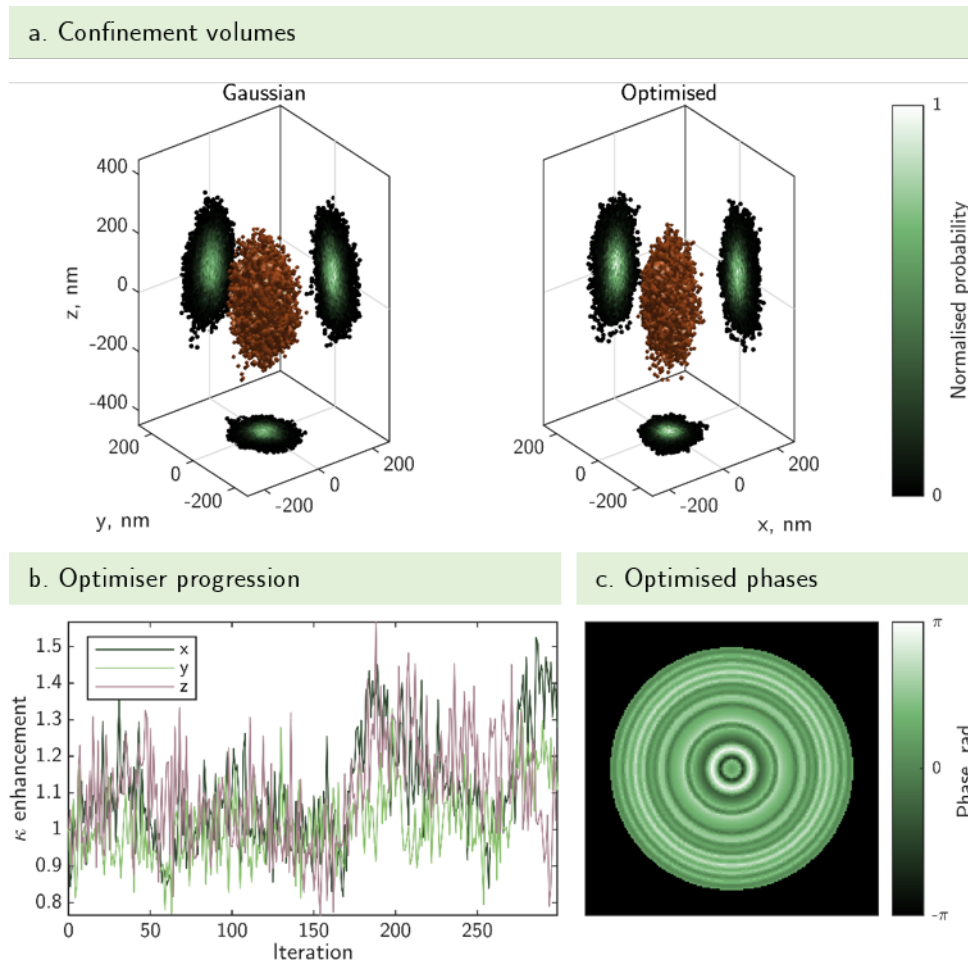 a. Confinement volumes
Gaussian
Optimised
400
200
0
-200
-400
z, nm
200
0
-200
y, nm
-200
0
200
200
0
-200
-200
0
200
x, nm
1
0
Normalised probability
b. Optimiser progression
c. Optimised phases
1.5
1.4
1.3
1.2
1.1
1
0.9
0.8
κ enhancement
x
y
z
0
50
100
150
200
250
Iteration
π
0
-π
Phase, rad